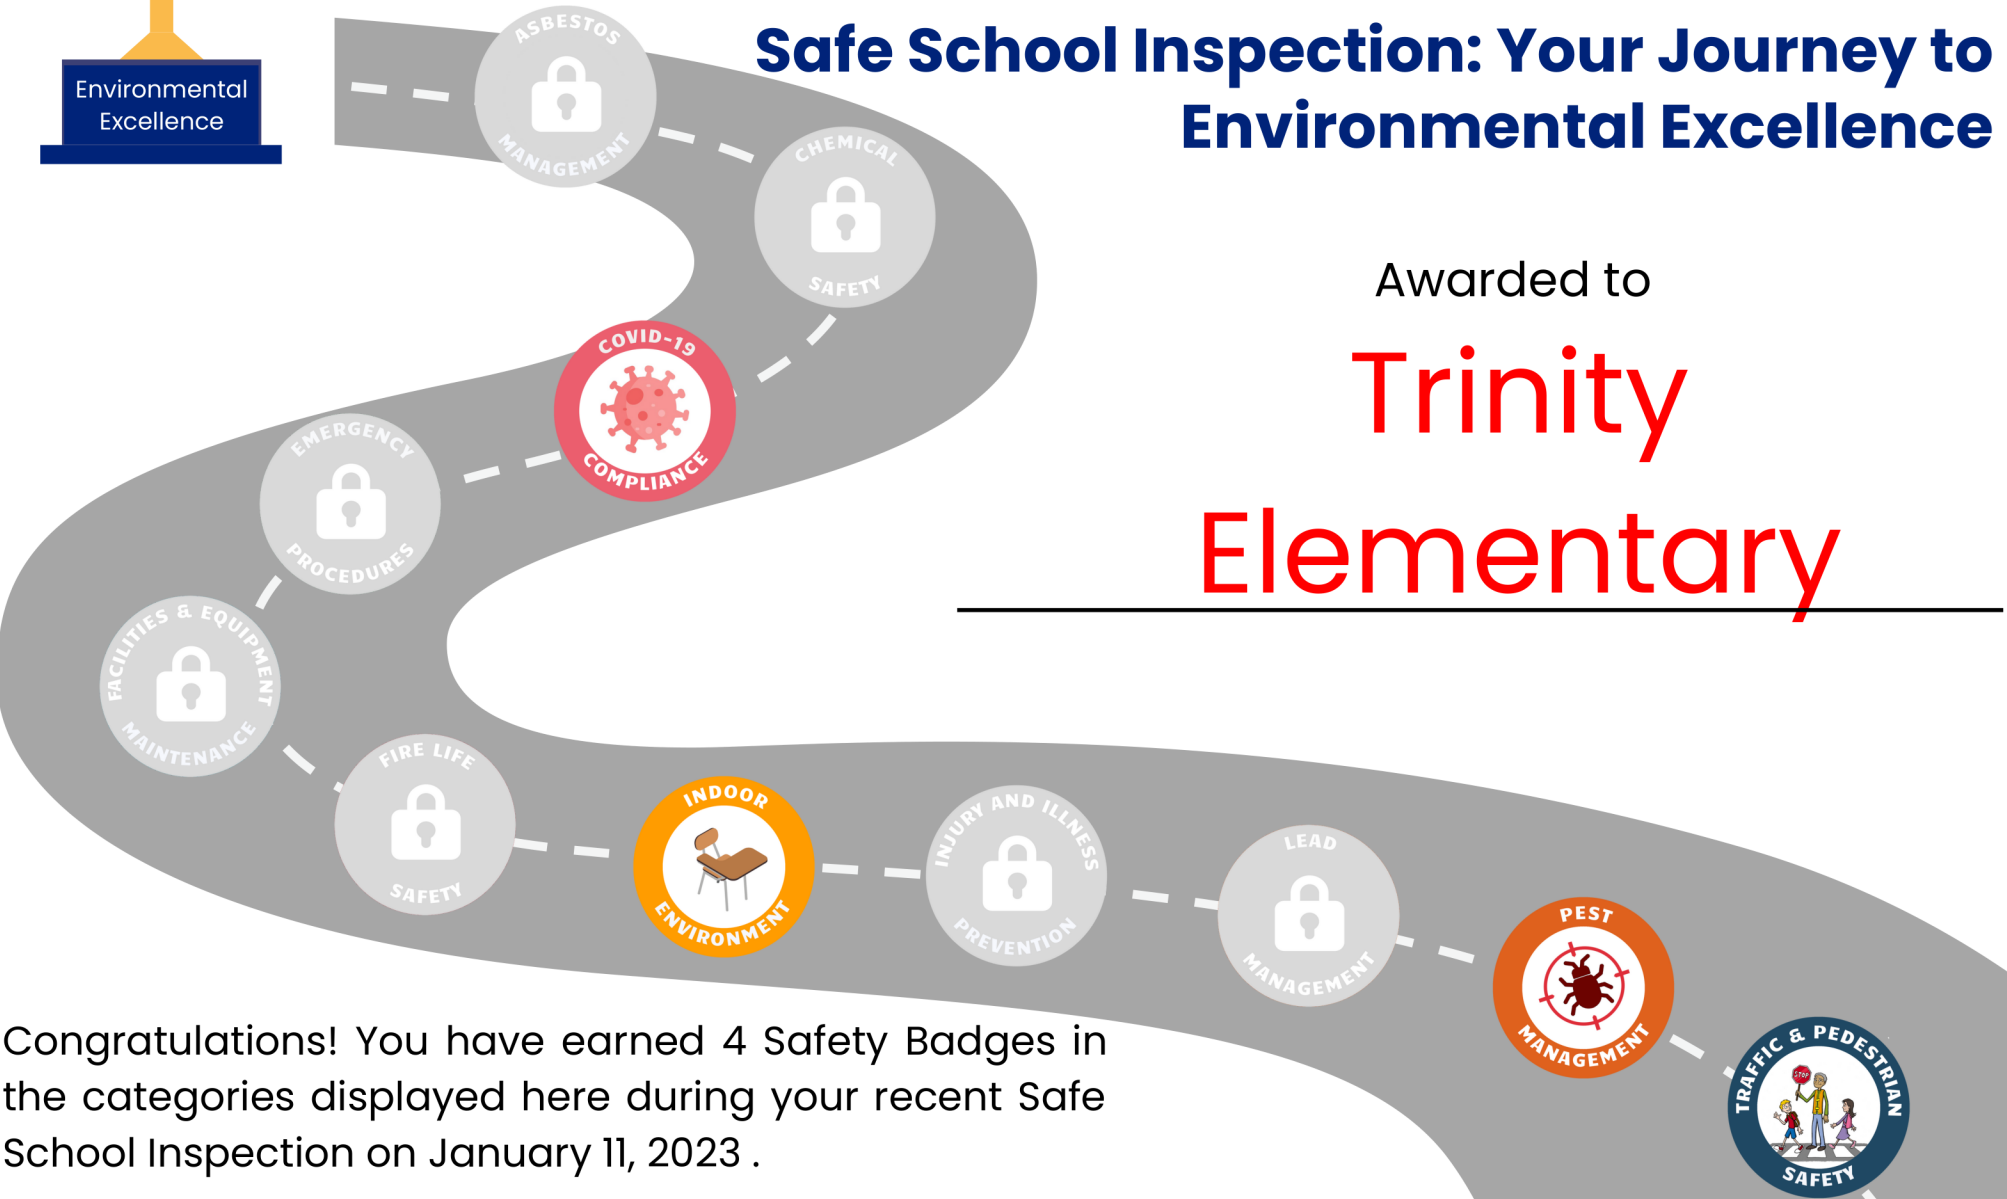 Safe School Inspection: Your Journey to
Environmental Excellence
Environmental
Excellence
ASBESTOS
MANAGEMENT
CHEMICAL
SAFETY
Awarded to
Trinity
Elementary
COVID-19
COMPLIANCE
EMERGENCY
PROCEDURES
FACILITIES & EQUIPMENT
MAINTENANCE
FIRE LIFE
SAFETY
INDOOR
ENVIRONMENT
INJURY AND ILLNESS
PREVENTION
LEAD
MANAGEMENT
PEST
MANAGEMENT
TRAFFIC & PEDESTRIAN
STOP
SAFETY
Congratulations! You have earned 4 Safety Badges in
the categories displayed here during your recent Safe
School Inspection on January 11, 2023 .